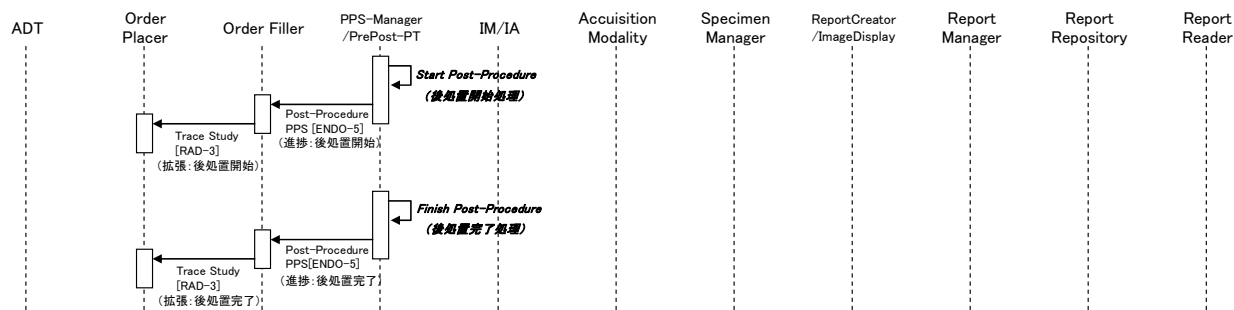 ADT
Order
Placer
Order Filler
PPS-Manager
/PrePost-PT
IM/IA
Accuisition
Modality
Specimen
Manager
ReportCreator
/ImageDisplay
Report
Manager
Report
Repository
Report
Reader
Start Post-Procedure
(後処置開始処理)
Post-Procedure
PPS [ENDO-5]
(進捗:後処置開始)
Trace Study
[RAD-3]
(拡張:後処置開始)
Finish Post-Procedure
(後処置完了処理)
Post-Procedure
PPS[ENDO-5]
(進捗:後処置完了)
Trace Study
[RAD-3]
(拡張:後処置完了)